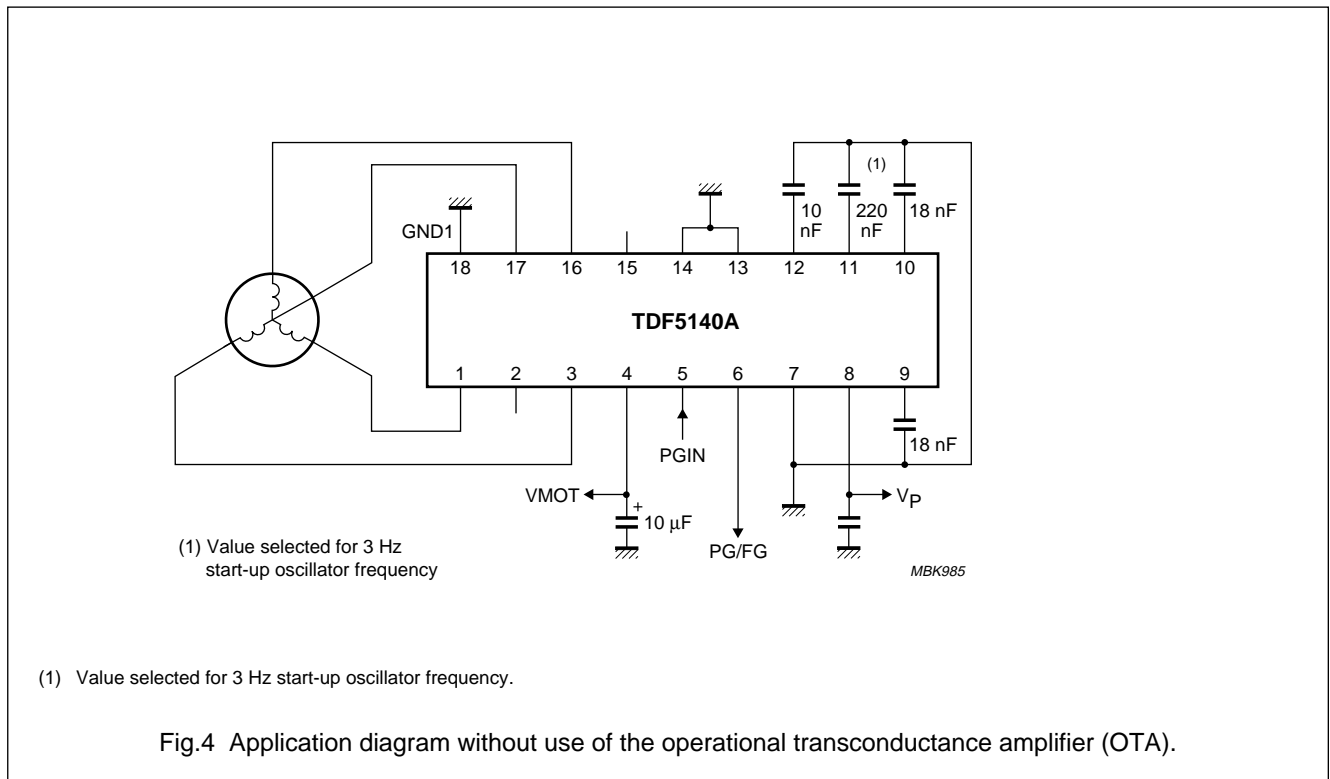 (1)
10
nF
220
nF
18 nF
GND1
18 17 16 15 14 13 12 11 10
TDF5140A
1 2 3 4 5 6 7 8 9
18 nF
PGIN
VMOT
VP
+
10 µF
PG/FG
(1) Value selected for 3 Hz
start-up oscillator frequency
MBK985
(1) Value selected for 3 Hz start-up oscillator frequency.
Fig.4 Application diagram without use of the operational transconductance amplifier (OTA).